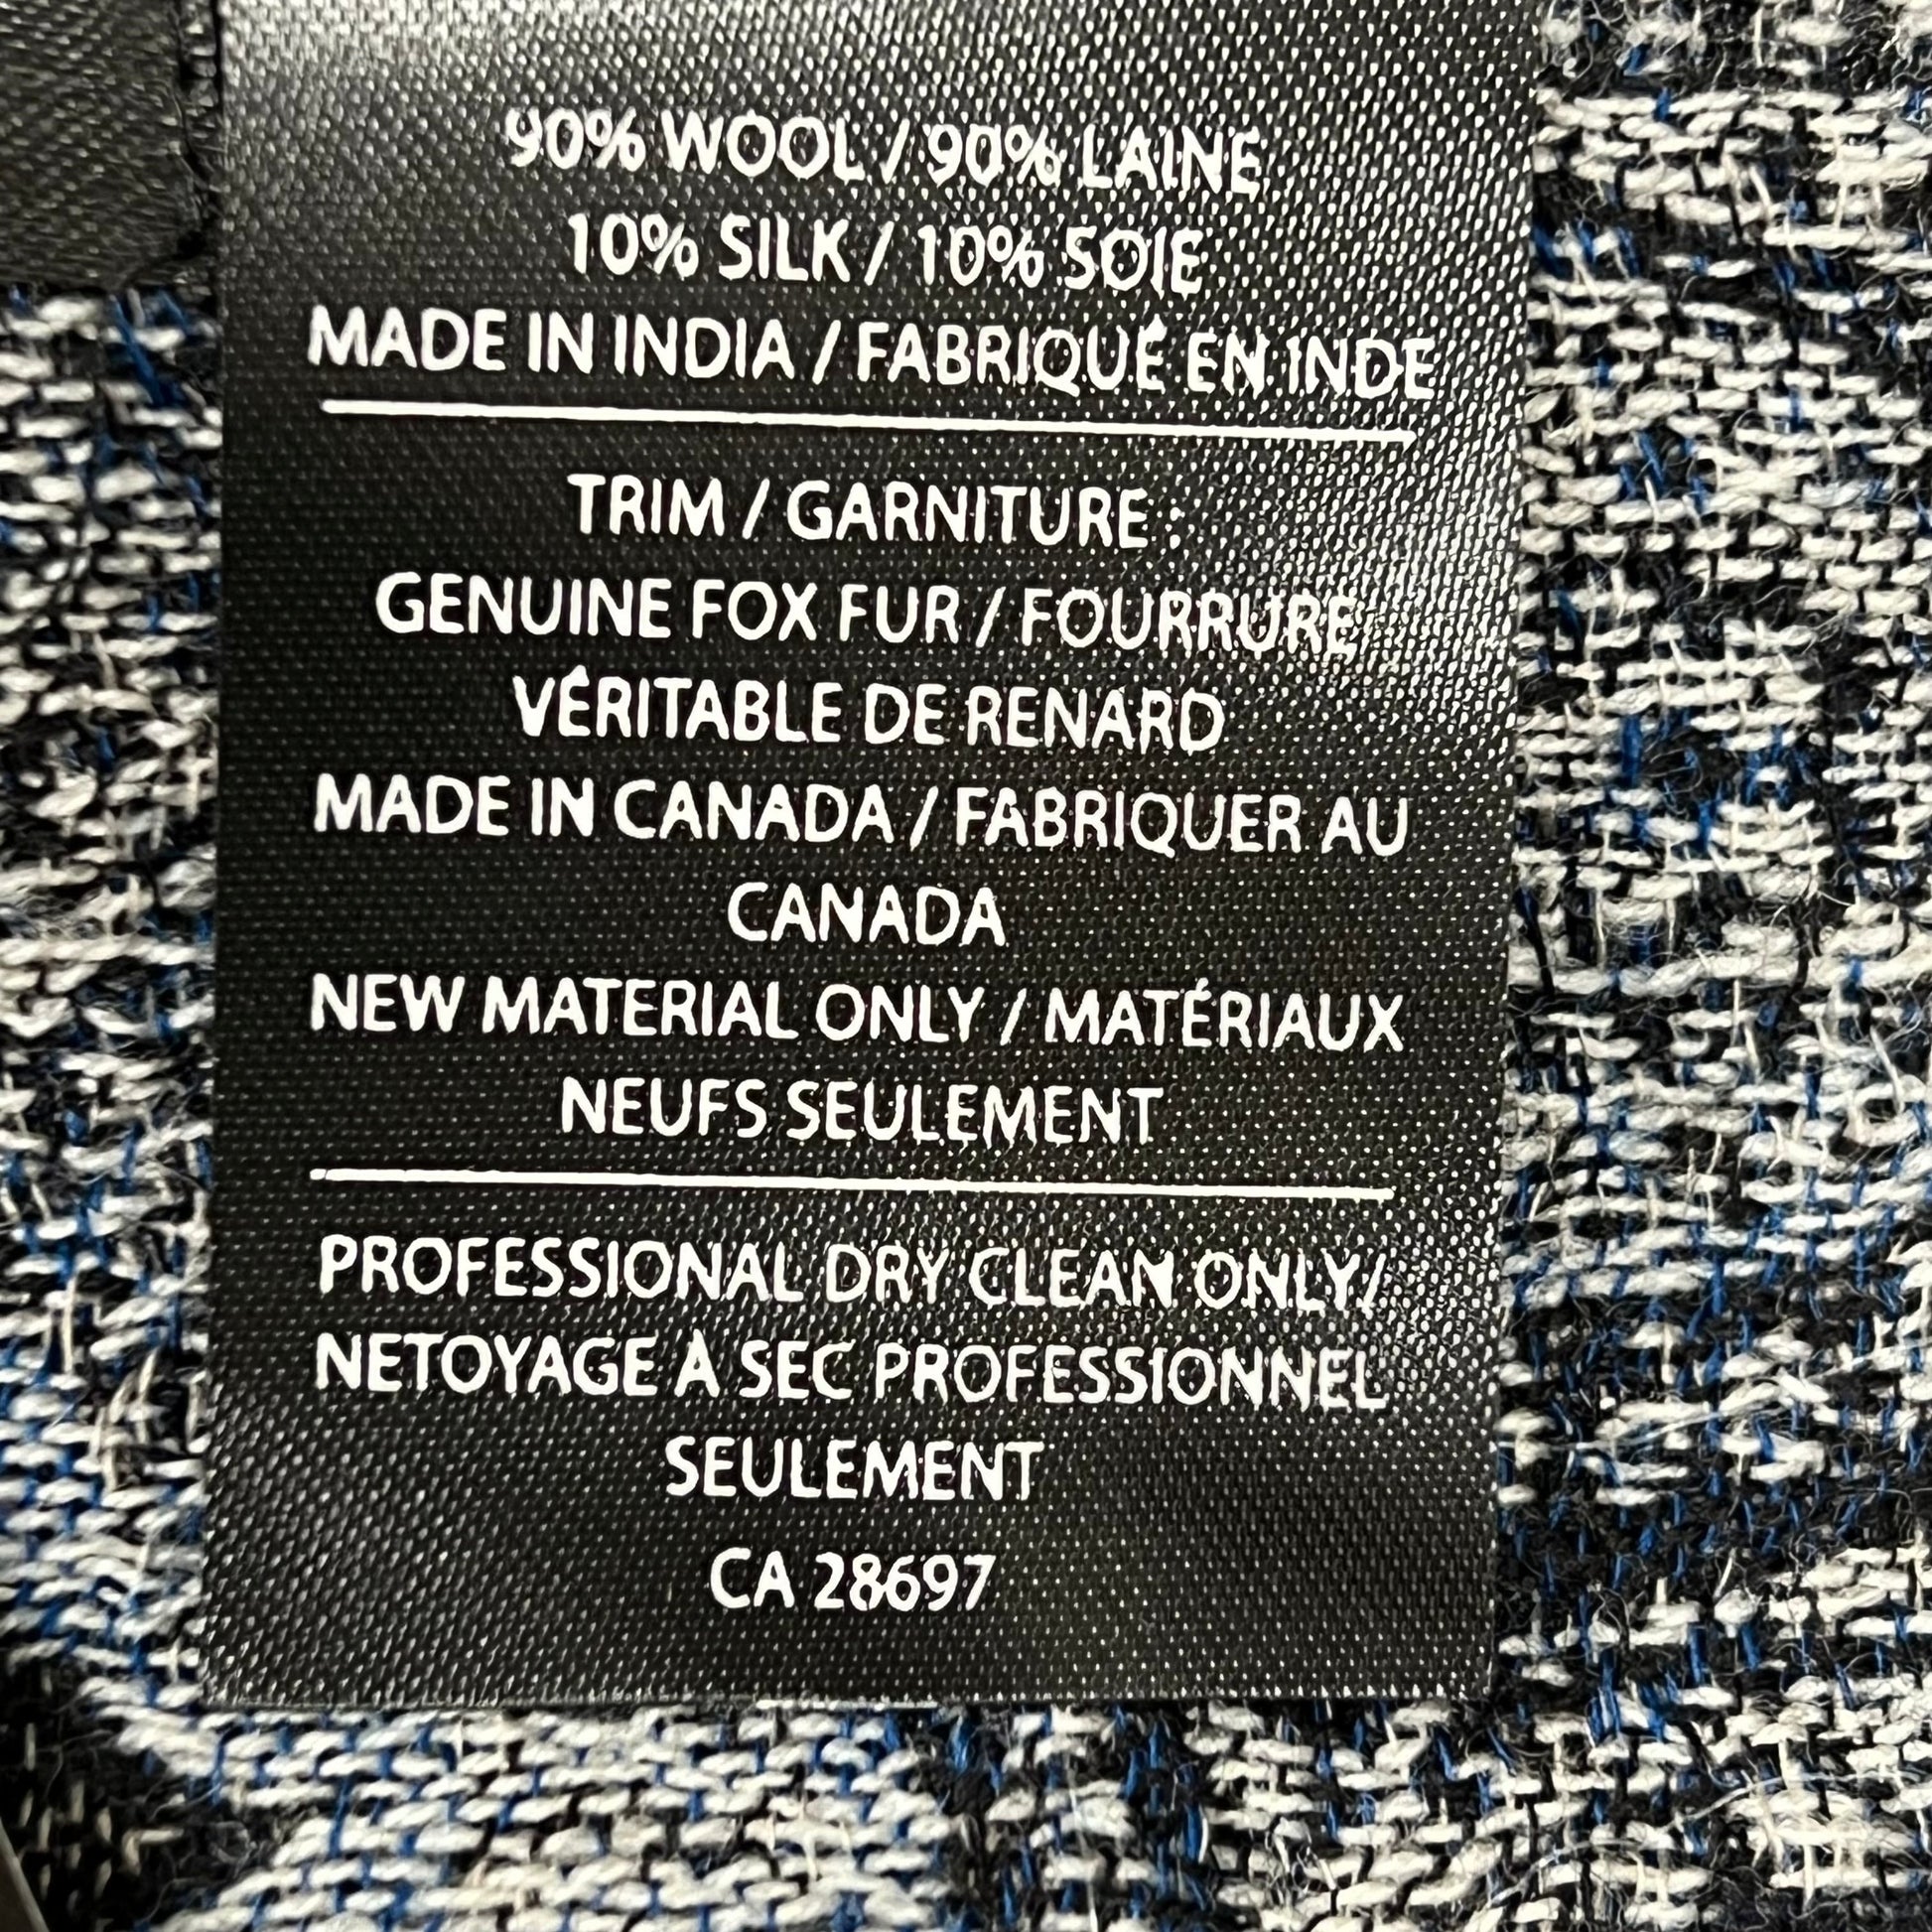 90% WOOL / 90% LAINE
10% SILK / 10% SOIE
MADE IN INDIA / FABRIQUÉ EN INDE
TRIM / GARNITURE :
GENUINE FOX FUR / FOURRURE
VÉRITABLE DE RENARD
MADE IN CANADA / FABRIQUER AU
CANADA
NEW MATERIAL ONLY / MATÉRIAUX
NEUFS SEULEMENT
PROFESSIONAL DRY CLEAN ONLY/
NETOYAGE À SEC PROFESSIONNEL
SEULEMENT
CA 28697